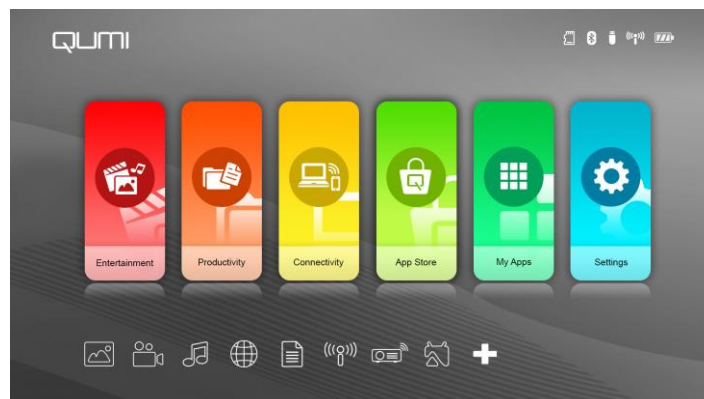 QUMI
Entertainment
Productivity
Connectivity
App Store
My Apps
Settings